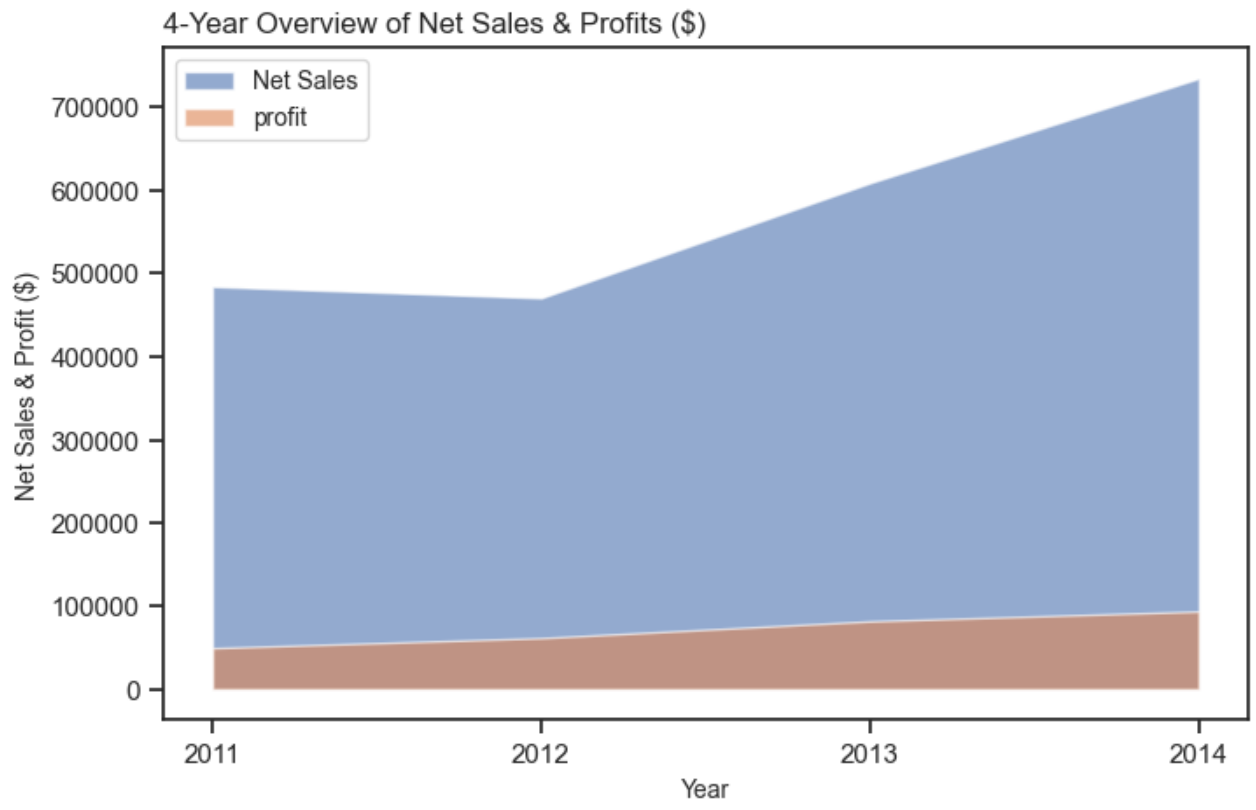 4-Year Overview of Net Sales & Profits ($)
Net Sales
profit
Net Sales & Profit ($)
700000
600000
500000
400000
300000
200000
100000
0
2011 2012 2013 2014
Year